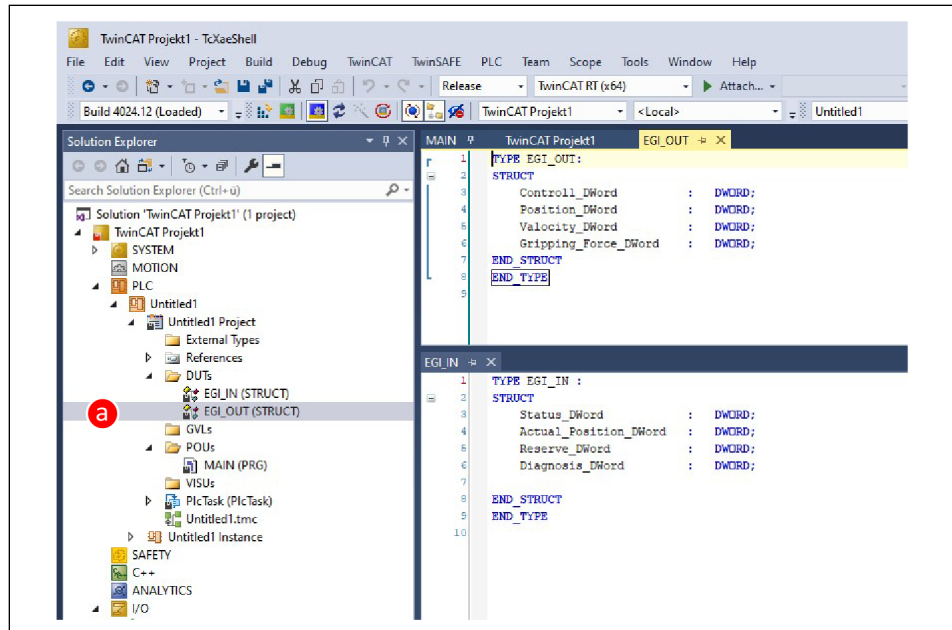 TwinCAT Projekt1 - TcXaeShell
File Edit View Project Build Debug TwinCAT TwinSAFE PLC Team Scope Tools Window Help
Release TwinCAT RT (x64) Attach...
Build 4024.12 (Loaded) TwinCAT Projekt1 <Local> Untitled1
Solution Explorer
Search Solution Explorer (Ctrl+ü)
Solution 'TwinCAT Projekt1' (1 project)
TwinCAT Projekt1
SYSTEM
MOTION
PLC
Untitled1
Untitled1 Project
External Types
References
DUTs
EGI_IN (STRUCT)
a EGI_OUT (STRUCT)
GVLs
POUs
MAIN (PRG)
VISUs
PlcTask (PlcTask)
Untitled1.tmc
Untitled1 Instance
SAFETY
C++
ANALYTICS
I/O
MAIN TwinCAT Projekt1 EGI_OUT
1 TYPE EGI_OUT:
2 STRUCT
3 Controll_DWord : DWORD;
4 Position_DWord : DWORD;
5 Valocity_DWord : DWORD;
6 Gripping_Force_DWord : DWORD;
7 END_STRUCT
8 END_TYPE
9
EGI_IN
1 TYPE EGI_IN :
2 STRUCT
3 Status_DWord : DWORD;
4 Actual_Position_DWord : DWORD;
5 Reserve_DWord : DWORD;
6 Diagnosis_DWord : DWORD;
7
8 END_STRUCT
9 END_TYPE
10